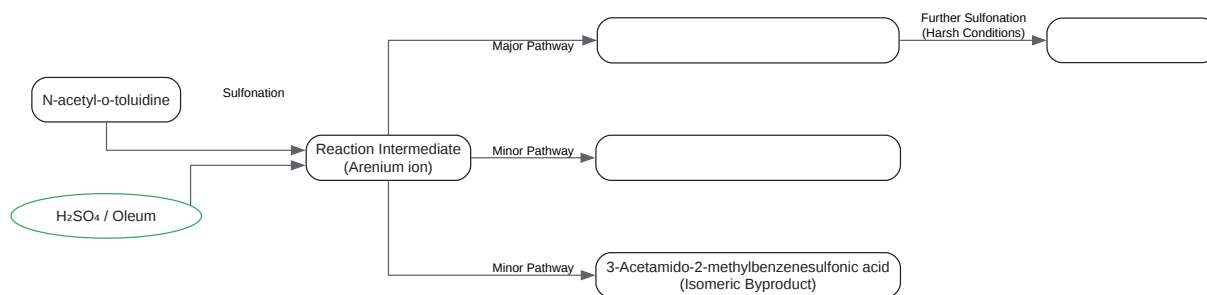 Further Sulfonation
(Harsh Conditions)
Major Pathway
N-acetyl-o-toluidine
Sulfonation
Reaction Intermediate
(Arenium ion)
Minor Pathway
H₂SO₄ / Oleum
Minor Pathway
3-Acetamido-2-methylbenzenesulfonic acid
(Isomeric Byproduct)